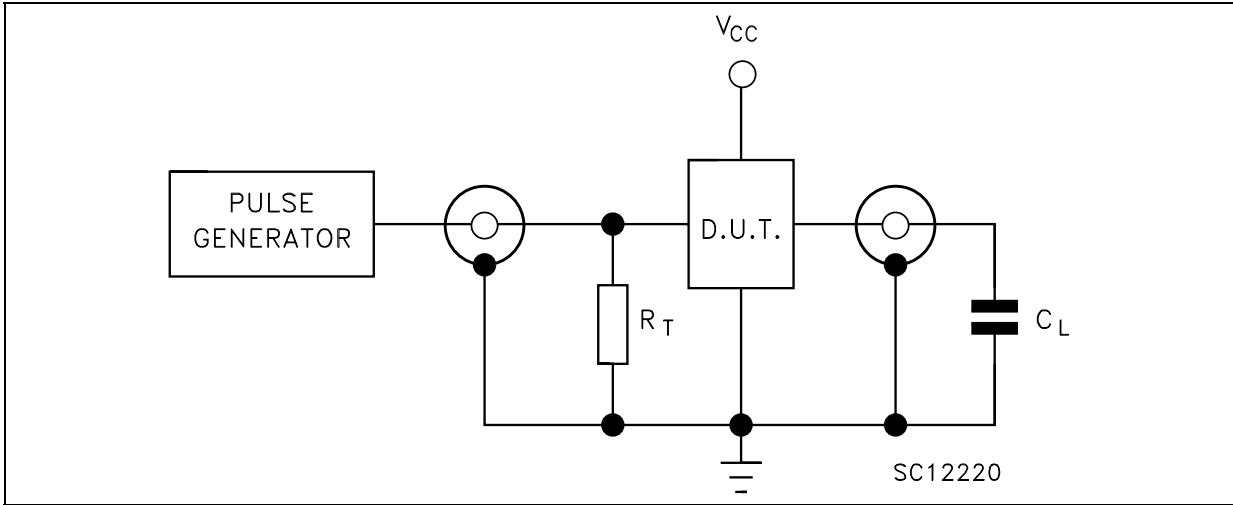 VCC
PULSE
GENERATOR
D.U.T.
RT
CL
SC12220